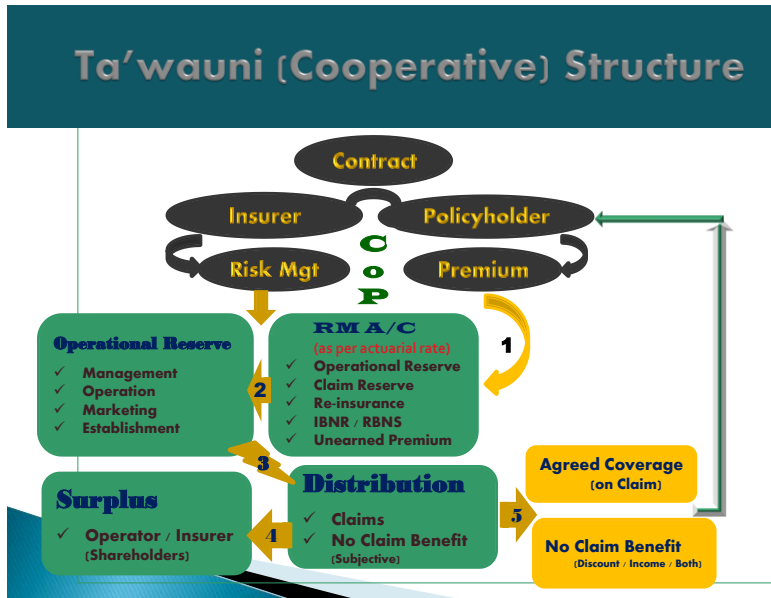 Ta'wauni (Cooperative) Structure
Contract
Insurer
Policyholder
C
o
P
Risk Mgt
Premium
Operational Reserve
✓ Management
✓ Operation
✓ Marketing
✓ Establishment
2
RM A/C
(as per actuarial rate)
✓ Operational Reserve
✓ Claim Reserve
✓ Re-insurance
✓ IBNR / RBNS
✓ Unearned Premium
1
3
Surplus
✓ Operator / Insurer
(Shareholders)
4
Distribution
✓ Claims
✓ No Claim Benefit
(Subjective)
5
Agreed Coverage
(on Claim)
No Claim Benefit
(Discount / Income / Both)